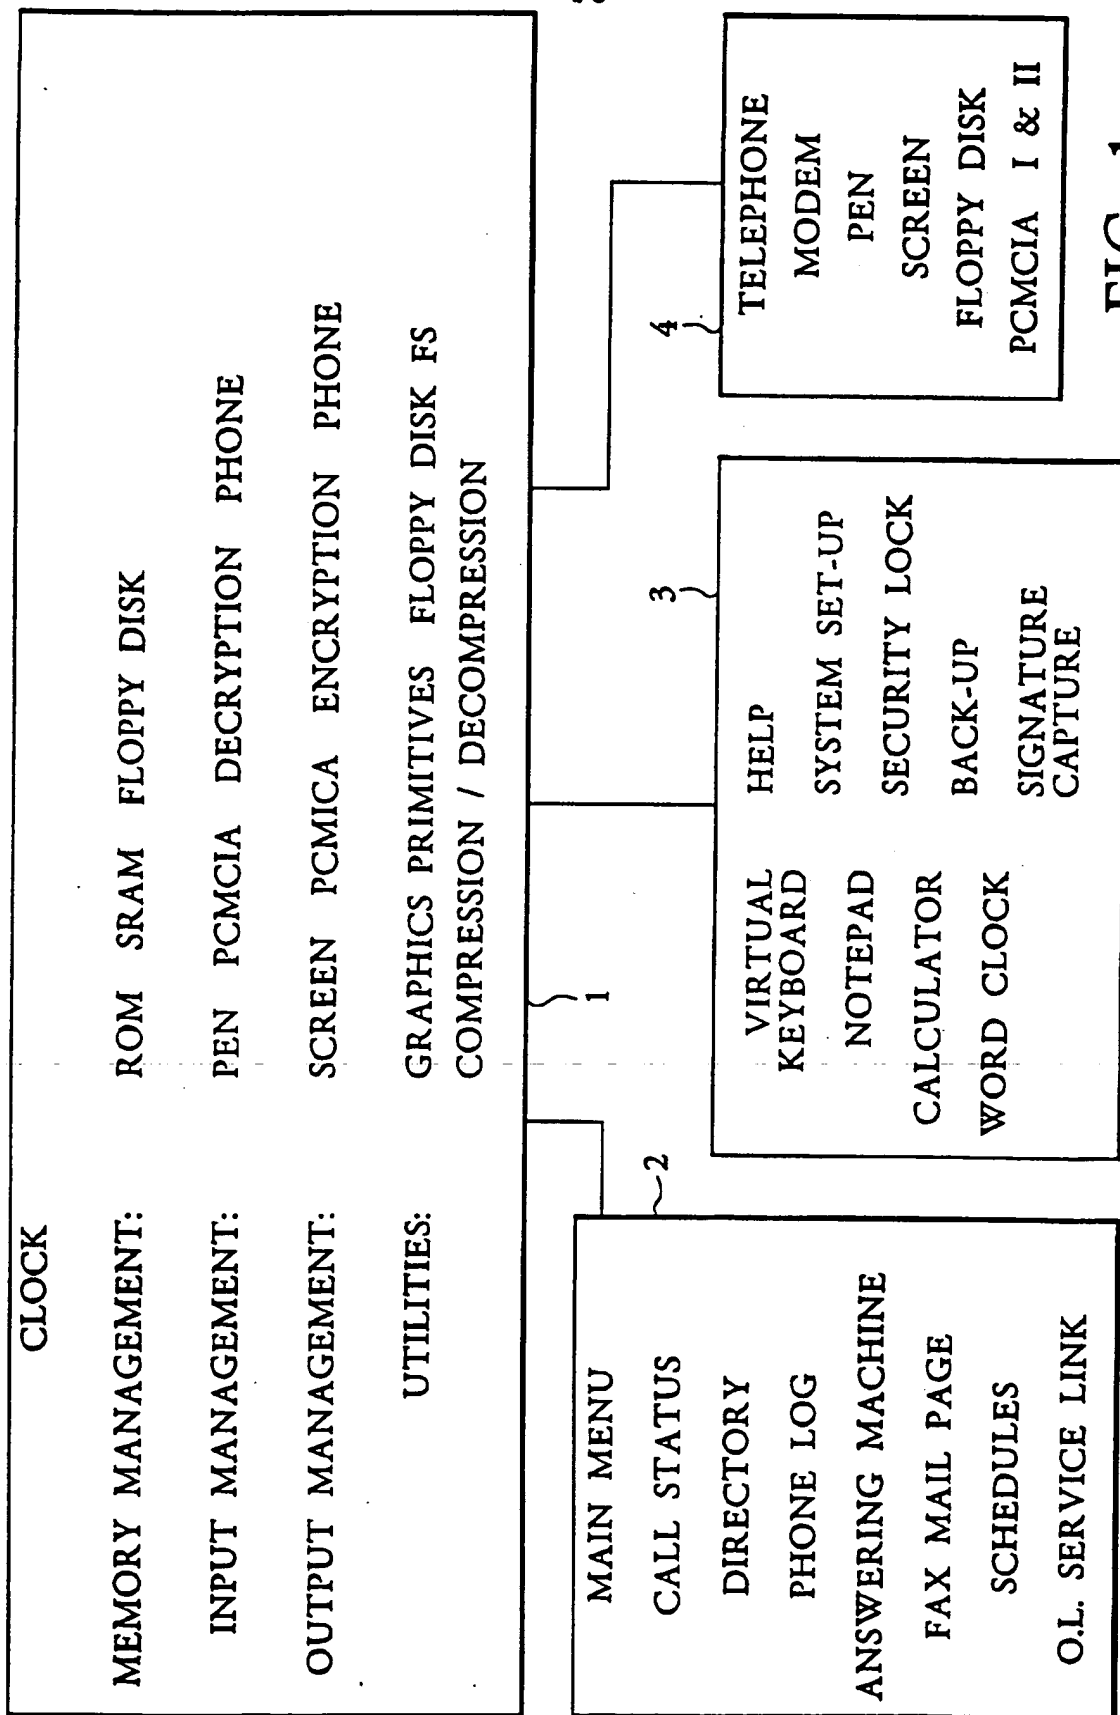 CLOCK
MEMORY MANAGEMENT: ROM SRAM FLOPPY DISK
INPUT MANAGEMENT: PEN PCMCIA DECRYPTION PHONE
OUTPUT MANAGEMENT: SCREEN PCMICA ENCRYPTION PHONE
UTILITIES: GRAPHICS PRIMITIVES FLOPPY DISK FS
COMPRESSION / DECOMPRESSION
1
2
MAIN MENU
CALL STATUS
DIRECTORY
PHONE LOG
ANSWERING MACHINE
FAX MAIL PAGE
SCHEDULES
O.L. SERVICE LINK
3
VIRTUAL
KEYBOARD
NOTEPAD
CALCULATOR
WORD CLOCK
HELP
SYSTEM SET-UP
SECURITY LOCK
BACK-UP
SIGNATURE
CAPTURE
4
TELEPHONE
MODEM
PEN
SCREEN
FLOPPY DISK
PCMCIA I & II
FIG. 1